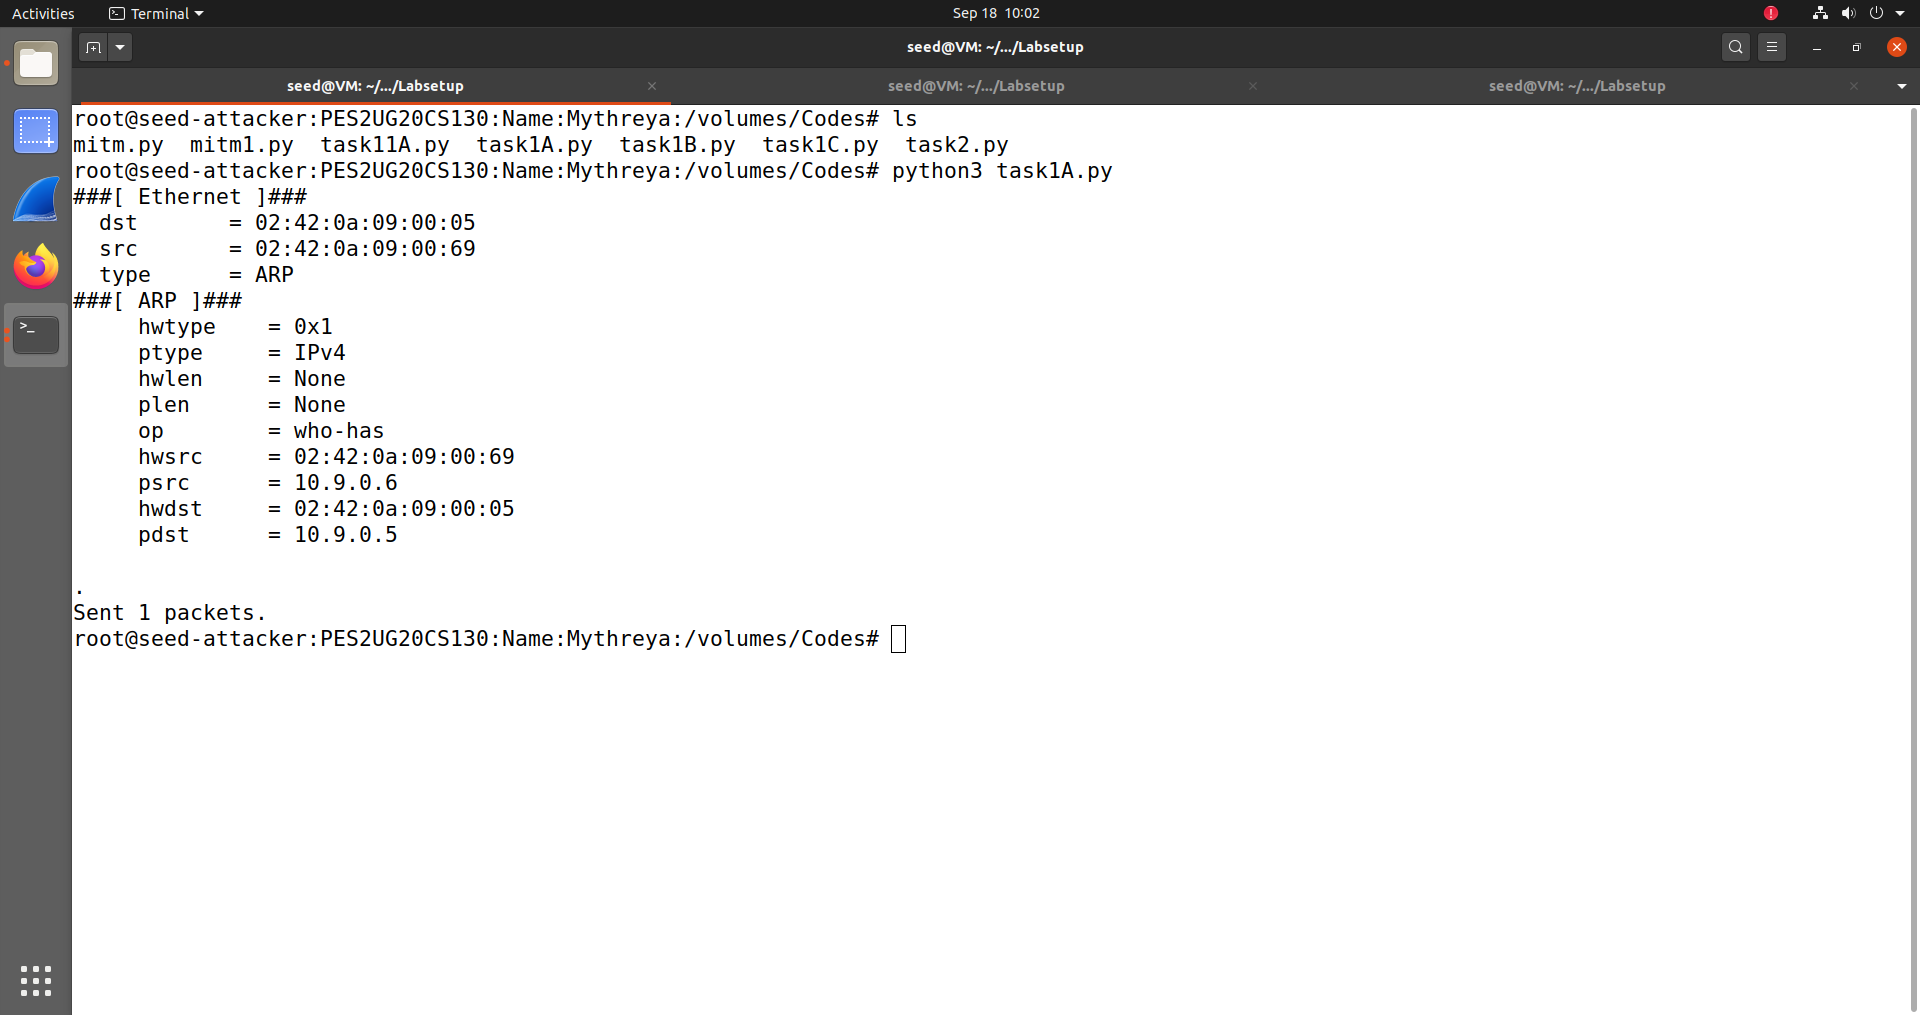 Activities Terminal Sep 18 10:02
seed@VM: ~/.../Labsetup
seed@VM: ~/.../Labsetup seed@VM: ~/.../Labsetup seed@VM: ~/.../Labsetup
root@seed-attacker:PES2UG20CS130:Name:Mythreya:/volumes/Codes# ls
mitm.py  mitm1.py  task11A.py  task1A.py  task1B.py  task1C.py  task2.py
root@seed-attacker:PES2UG20CS130:Name:Mythreya:/volumes/Codes# python3 task1A.py
###[ Ethernet ]###
  dst       = 02:42:0a:09:00:05
  src       = 02:42:0a:09:00:69
  type      = ARP
###[ ARP ]###
     hwtype    = 0x1
     ptype     = IPv4
     hwlen     = None
     plen      = None
     op        = who-has
     hwsrc     = 02:42:0a:09:00:69
     psrc      = 10.9.0.6
     hwdst     = 02:42:0a:09:00:05
     pdst      = 10.9.0.5
.
Sent 1 packets.
root@seed-attacker:PES2UG20CS130:Name:Mythreya:/volumes/Codes#